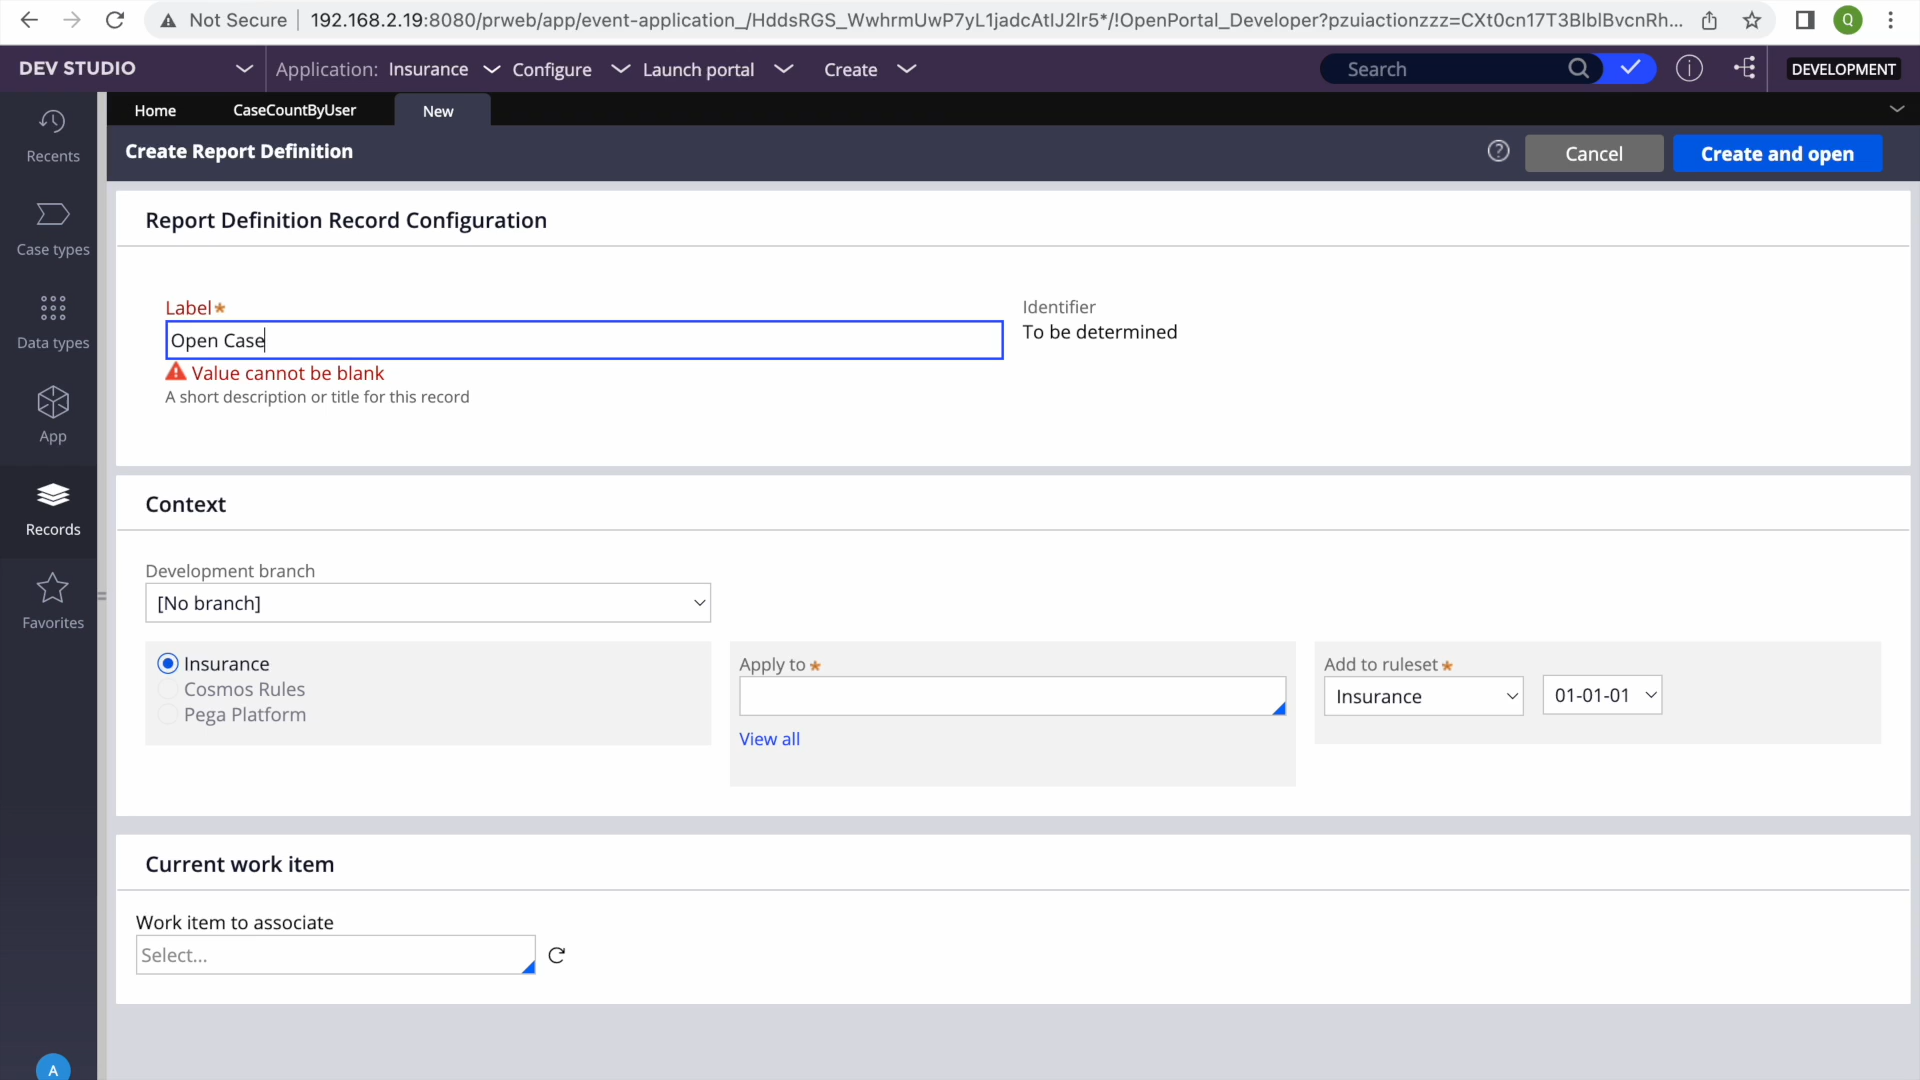 Not Secure
192.168.2.19:8080/prweb/app/event-application_/HddsRGS_WwhrmUwP7yL1jadcAtIJ2lr5*/!OpenPortal_Developer?pzuiactionzzz=CXt0cn17T3BlblBvcnRh...
Q
DEV STUDIO
Application: Insurance
Configure
Launch portal
Create
Search
DEVELOPMENT
Home
CaseCountByUser
New
Recents
Create Report Definition
Cancel
Create and open
Report Definition Record Configuration
Case types
Label*
Identifier
Open Case
To be determined
Data types
Value cannot be blank
A short description or title for this record
App
Context
Records
Development branch
[No branch]
Favorites
Insurance
Cosmos Rules
Pega Platform
Apply to *
View all
Add to ruleset *
Insurance
01-01-01
Current work item
Work item to associate
Select...
A